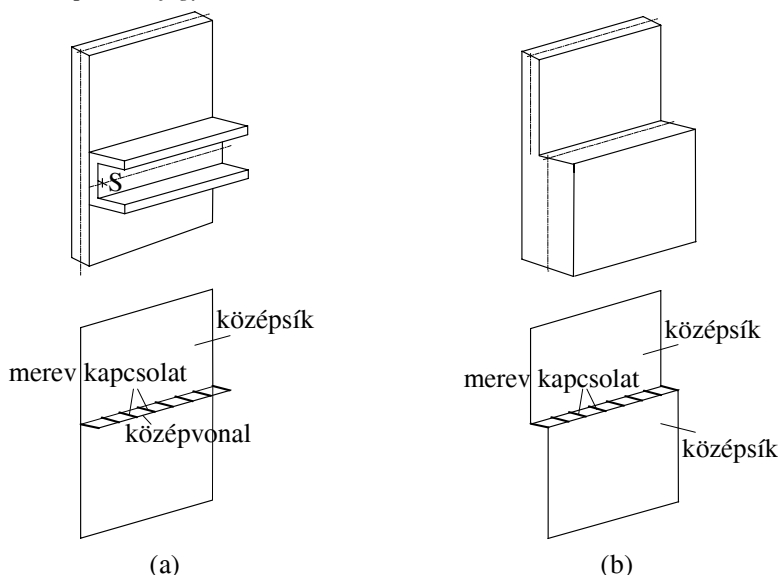 S
középsík
merev kapcsolat
középvonal
(a)
középsík
merev kapcsolat
középsík
(b)